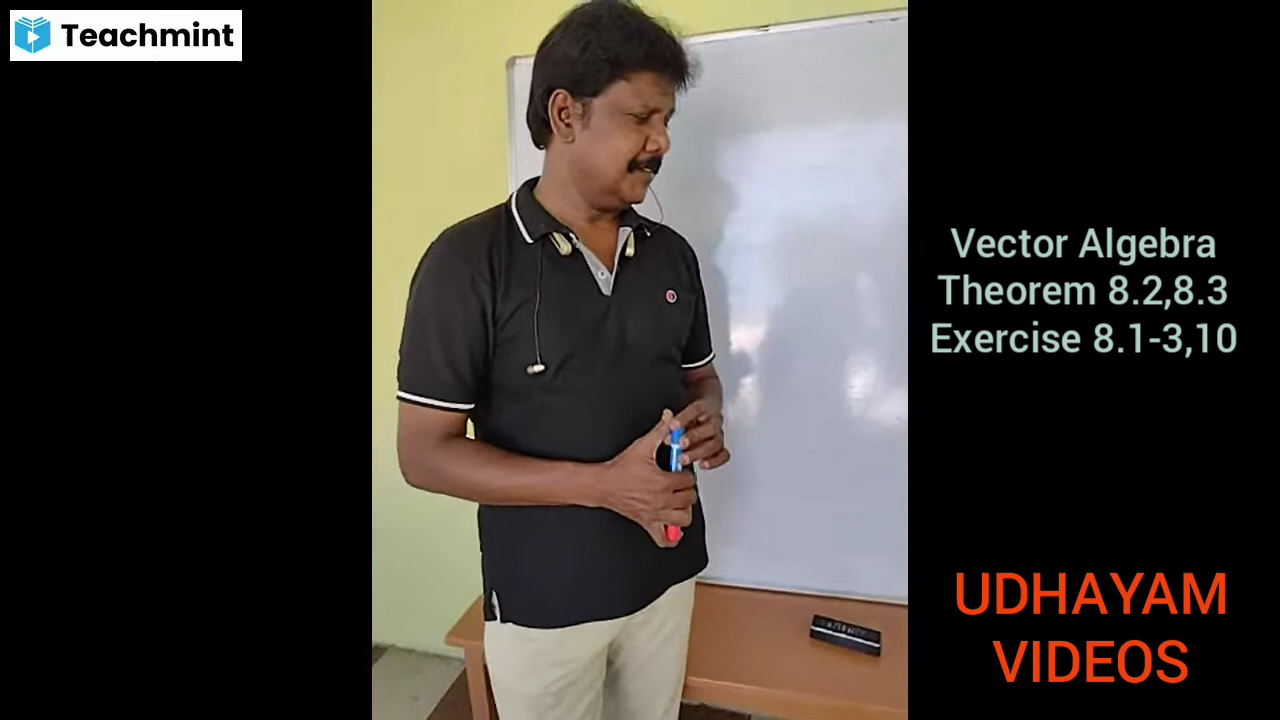 Teachmint
Vector Algebra
Theorem 8.2,8.3
Exercise 8.1-3,10
UDHAYAM
VIDEOS